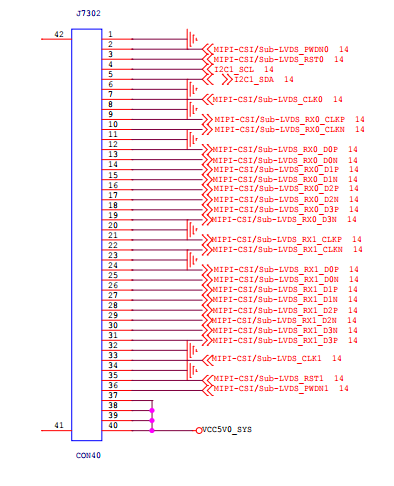 J7302
42 1
2 MIPI-CSI/Sub-LVDS_PWDN0 14
3 MIPI-CSI/Sub-LVDS_RST0 14
4 I2C1_SCL 14
5 I2C1_SDA 14
6
7 MIPI-CSI/Sub-LVDS_CLK0 14
8
9 MIPI-CSI/Sub-LVDS_RX0_CLKP 14
10 MIPI-CSI/Sub-LVDS_RX0_CLKN 14
11
12 MIPI-CSI/Sub-LVDS_RX0_D0P 14
13 MIPI-CSI/Sub-LVDS_RX0_D0N 14
14 MIPI-CSI/Sub-LVDS_RX0_D1P 14
15 MIPI-CSI/Sub-LVDS_RX0_D1N 14
16 MIPI-CSI/Sub-LVDS_RX0_D2P 14
17 MIPI-CSI/Sub-LVDS_RX0_D2N 14
18 MIPI-CSI/Sub-LVDS_RX0_D3P 14
19 MIPI-CSI/Sub-LVDS_RX0_D3N 14
20
21 MIPI-CSI/Sub-LVDS_RX1_CLKP 14
22 MIPI-CSI/Sub-LVDS_RX1_CLKN 14
23
24 MIPI-CSI/Sub-LVDS_RX1_D0P 14
25 MIPI-CSI/Sub-LVDS_RX1_D0N 14
26 MIPI-CSI/Sub-LVDS_RX1_D1P 14
27 MIPI-CSI/Sub-LVDS_RX1_D1N 14
28 MIPI-CSI/Sub-LVDS_RX1_D2P 14
29 MIPI-CSI/Sub-LVDS_RX1_D2N 14
30 MIPI-CSI/Sub-LVDS_RX1_D3N 14
31 MIPI-CSI/Sub-LVDS_RX1_D3P 14
32
33 MIPI-CSI/Sub-LVDS_CLK1 14
34
35 MIPI-CSI/Sub-LVDS_RST1 14
36 MIPI-CSI/Sub-LVDS_PWDN1 14
37
38
39
41 40 VCC5V0_SYS
CON40